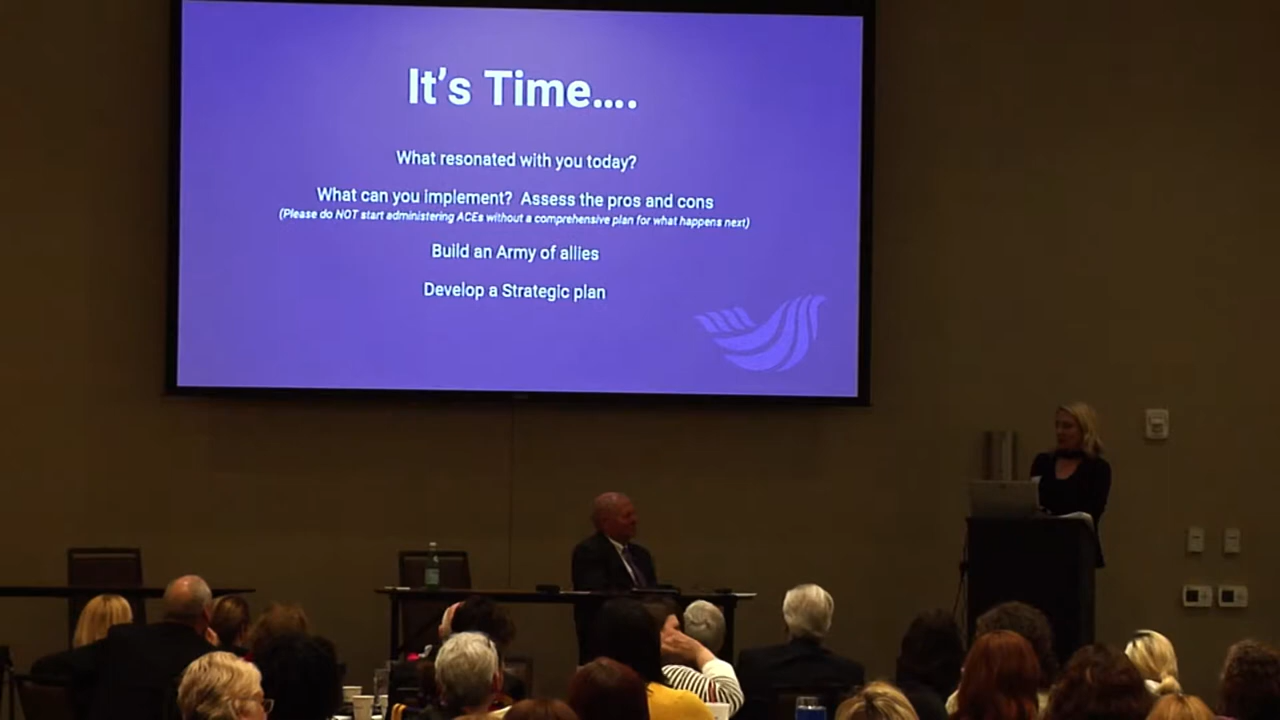 It's Time....
What resonated with you today?
What can you implement?  Assess the pros and cons
(Please do NOT start administering ACEs without a comprehensive plan for what happens next)
Build an Army of allies
Develop a Strategic plan